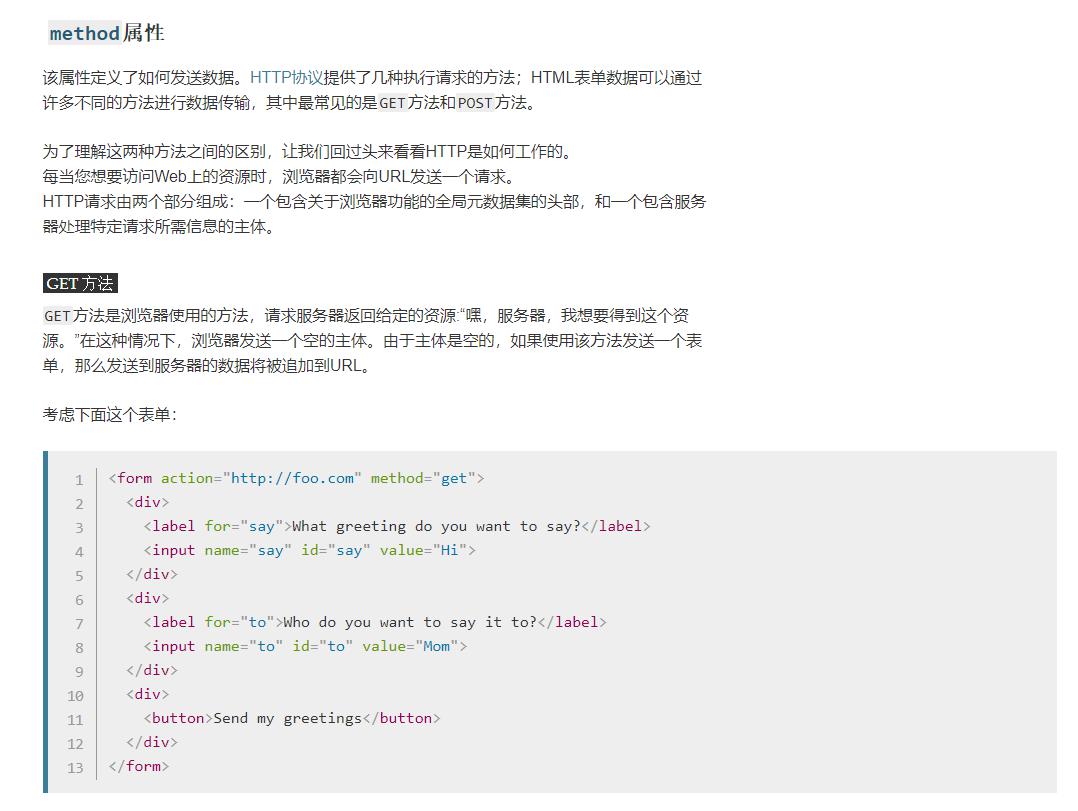 method属性
该属性定义了如何发送数据。HTTP协议提供了几种执行请求的方法；HTML表单数据可以通过
许多不同的方法进行数据传输，其中最常见的是GET方法和POST方法。
为了理解这两种方法之间的区别，让我们回过头来看看HTTP是如何工作的。
每当您想要访问Web上的资源时，浏览器都会向URL发送一个请求。
HTTP请求由两个部分组成：一个包含关于浏览器功能的全局元数据集的头部，和一个包含服务
器处理特定请求所需信息的主体。
GET 方法
GET方法是浏览器使用的方法，请求服务器返回给定的资源:“嘿，服务器，我想要得到这个资
源。”在这种情况下，浏览器发送一个空的主体。由于主体是空的，如果使用该方法发送一个表
单，那么发送到服务器的数据将被追加到URL。
考虑下面这个表单：
1 <form action="http://foo.com" method="get">
2   <div>
3     <label for="say">What greeting do you want to say?</label>
4     <input name="say" id="say" value="Hi">
5   </div>
6   <div>
7     <label for="to">Who do you want to say it to?</label>
8     <input name="to" id="to" value="Mom">
9   </div>
10   <div>
11     <button>Send my greetings</button>
12   </div>
13 </form>